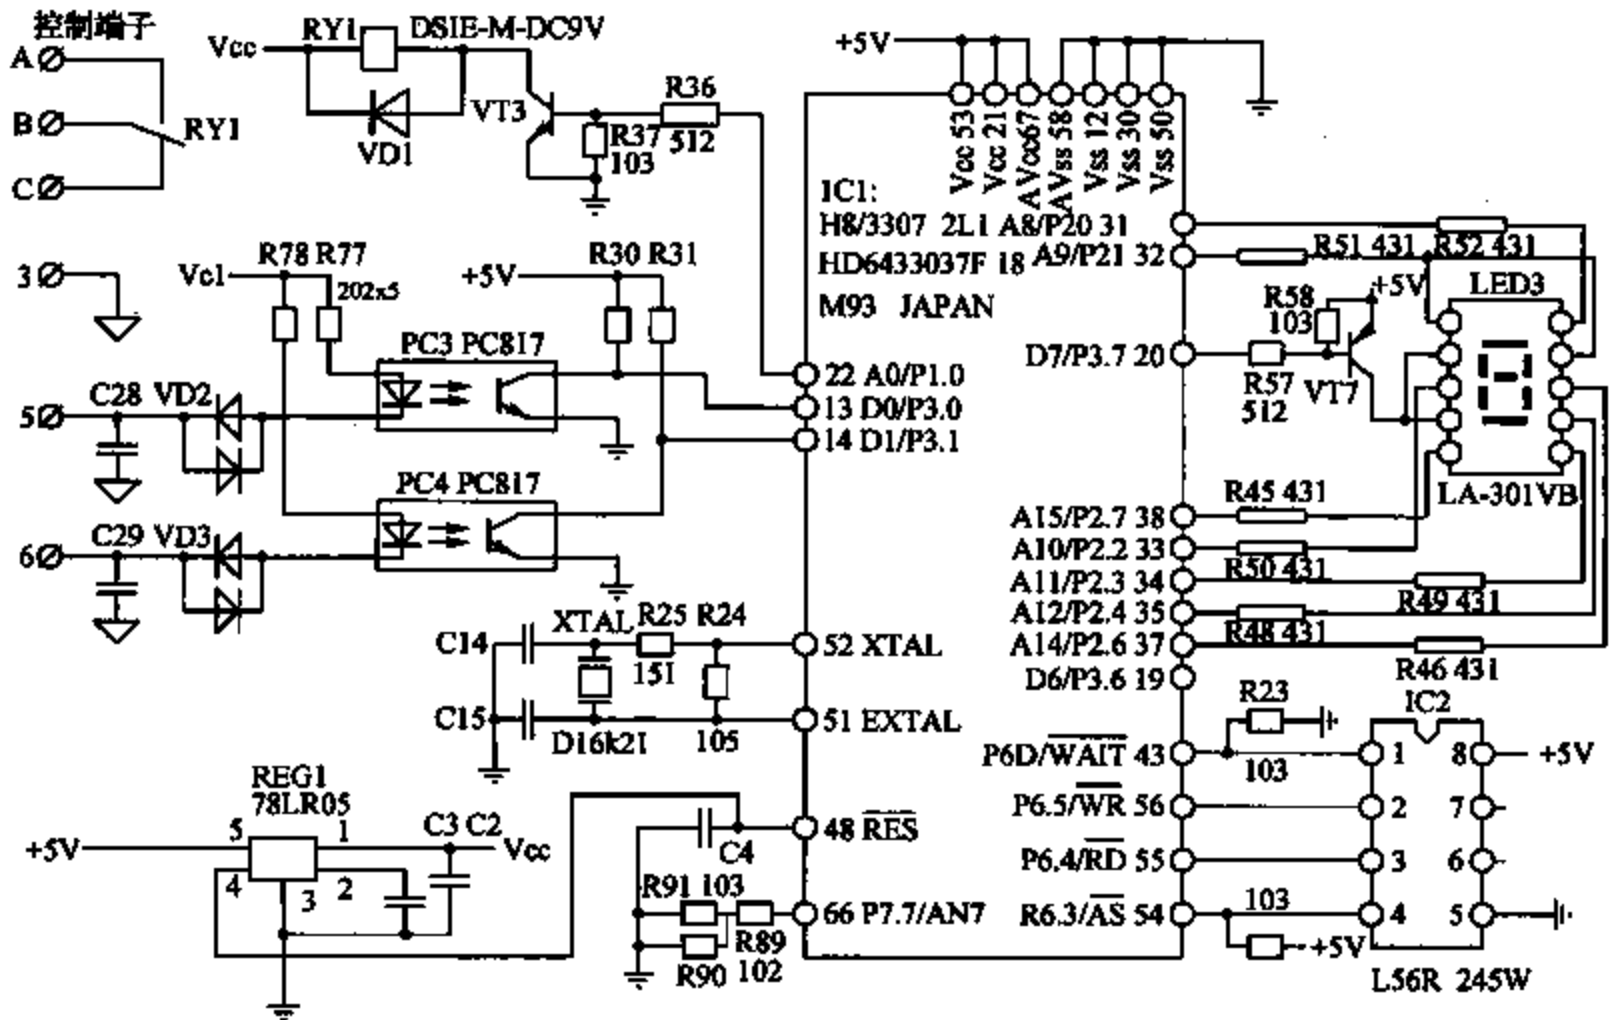 控制端子
A
B
C
RY1
3
Vcc
RY1
DSIE-M-DC9V
VD1
VT3
R37
103
R36
512
+5V
Vcc 53
Vcc 21
AVcc67
AVss 58
Vss 12
Vss 30
Vss 50
IC1:
H8/3307 2L1 A8/P20 31
HD6433037F 18 A9/P21 32
M93 JAPAN
R51 431
R52 431
R78 R77
Vc1
202x5
+5V
R30 R31
PC3 PC817
5
C28 VD2
PC4 PC817
6
C29 VD3
22 A0/P1.0
13 D0/P3.0
14 D1/P3.1
D7/P3.7 20
R58
103
+5V
R57
512
VT7
LED3
LA-301VB
A15/P2.7 38
R45 431
A10/P2.2 33
R50 431
A11/P2.3 34
R49 431
A12/P2.4 35
R48 431
A14/P2.6 37
R46 431
D6/P3.6 19
C14
XTAL
R25 R24
151
52 XTAL
C15
D16k21
105
51 EXTAL
P6D/WAIT 43
R23
103
P6.5/WR 56
P6.4/RD 55
R6.3/AS 54
103
+5V
IC2
1
2
3
4
8
7
6
5
+5V
L56R 245W
REG1
78LR05
+5V
5
1
4
3
2
C3 C2
Vcc
C4
48 RES
R91 103
R90
R89
102
66 P7.7/AN7